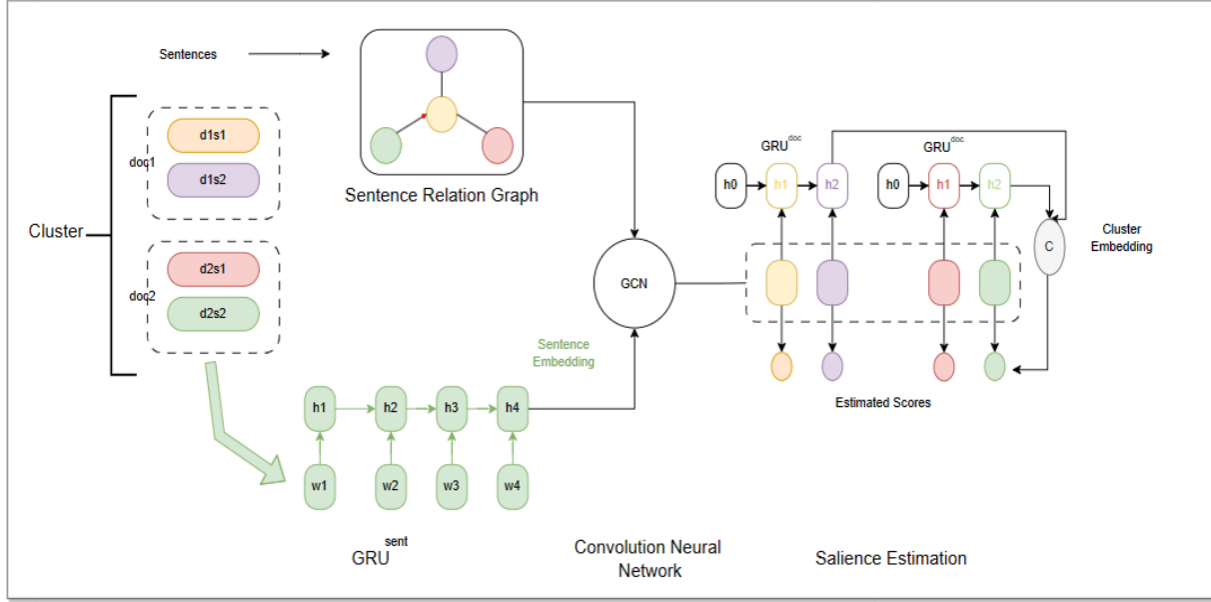 Sentences
Cluster
doc1
d1s1
d1s2
doc2
d2s1
d2s2
Sentence Relation Graph
GCN
Sentence
Embedding
h1
h2
h3
h4
w1
w2
w3
w4
GRU^sent
Convolution Neural
Network
GRU^doc
h0
h1
h2
GRU^doc
h0
h1
h2
C
Cluster
Embedding
Estimated Scores
Salience Estimation